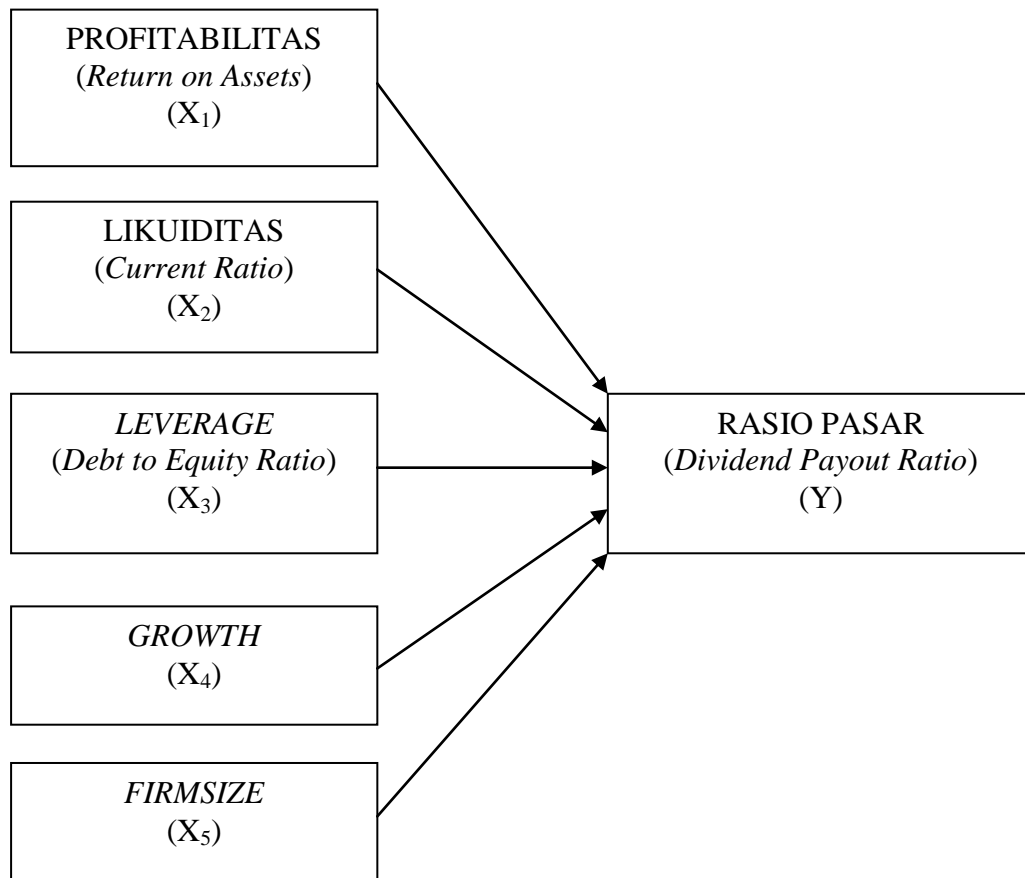 PROFITABILITAS
(Return on Assets)
(X₁)
LIKUIDITAS
(Current Ratio)
(X₂)
LEVERAGE
(Debt to Equity Ratio)
(X₃)
GROWTH
(X₄)
FIRMSIZE
(X₅)
RASIO PASAR
(Dividend Payout Ratio)
(Y)